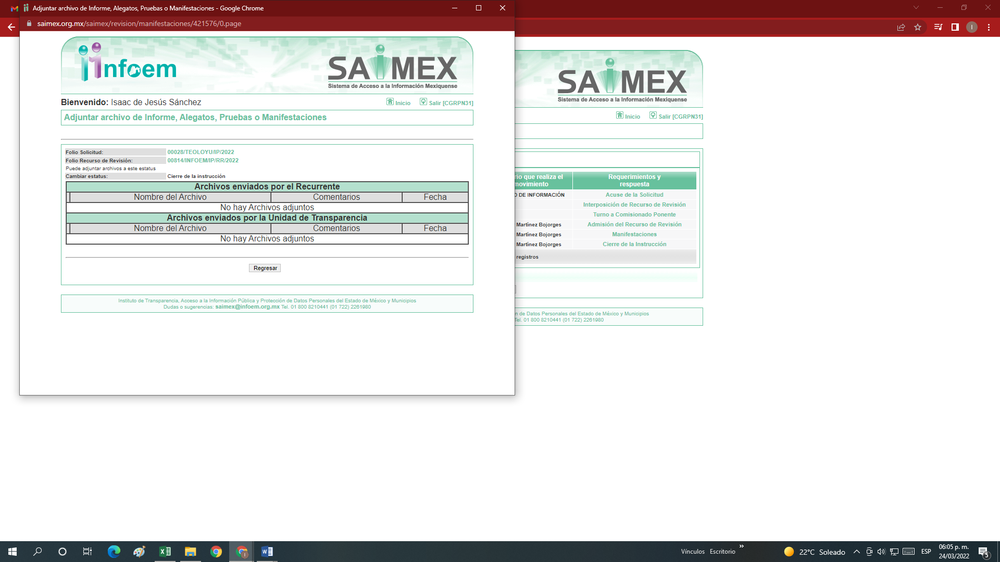 Adjuntar archivo de Informe, Alegatos, Pruebas o Manifestaciones - Google Chrome
saimex.org.mx/saimex/revision/manifestaciones/421576/0.page
infoem
SAIMEX
Sistema de Acceso a la Información Mexiquense
Bienvenido: Isaac de Jesús Sánchez
Inicio
Salir [CGRPN31]
Adjuntar archivo de Informe, Alegatos, Pruebas o Manifestaciones
Folio Solicitud: 00028/TEOLOYU/IP/2022
Folio Recurso de Revisión: 00814/INFOEM/IP/RR/2022
Puede adjuntar archivos a este estatus
Cambiar estatus: Cierre de la instrucción
Archivos enviados por el Recurrente
Nombre del Archivo Comentarios Fecha
No hay Archivos adjuntos
Archivos enviados por la Unidad de Transparencia
Nombre del Archivo Comentarios Fecha
No hay Archivos adjuntos
Regresar
Instituto de Transparencia, Acceso a la Información Pública y Protección de Datos Personales del Estado de México y Municipios
Dudas o sugerencias: saimex@infoem.org.mx Tel. 01 800 8210441 (01 722) 2261980
I
SAIMEX
Sistema de Acceso a la Información Mexiquense
Inicio
Salir [CGRPN31]
rio que realiza el
movimiento
Requerimientos y
respuesta
O DE INFORMACIÓN Acuse de la Solicitud
Interposición de Recurso de Revisión
Turno a Comisionado Ponente
Martínez Bojorges Admisión del Recurso de Revisión
Martínez Bojorges Manifestaciones
Martínez Bojorges Cierre de la Instrucción
registros
n de Datos Personales del Estado de México y Municipios
Tel. 01 800 8210441 (01 722) 2261980
Vínculos Escritorio »
22°C Soleado
ESP
06:05 p. m.
24/03/2022
5